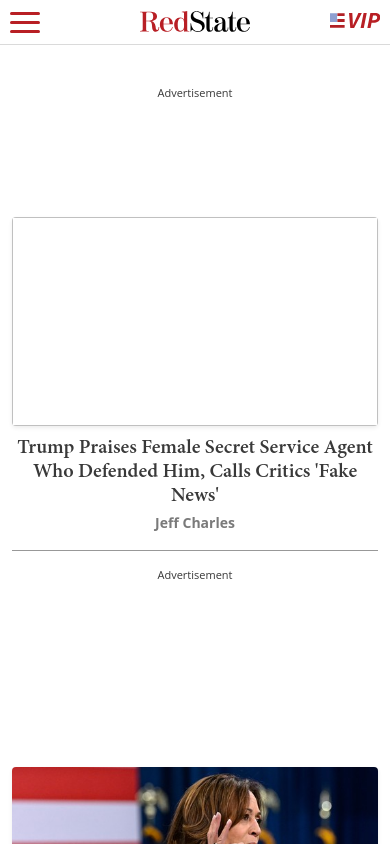 RedState
VIP
Advertisement
Trump Praises Female Secret Service Agent
Who Defended Him, Calls Critics 'Fake
News'
Jeff Charles
Advertisement